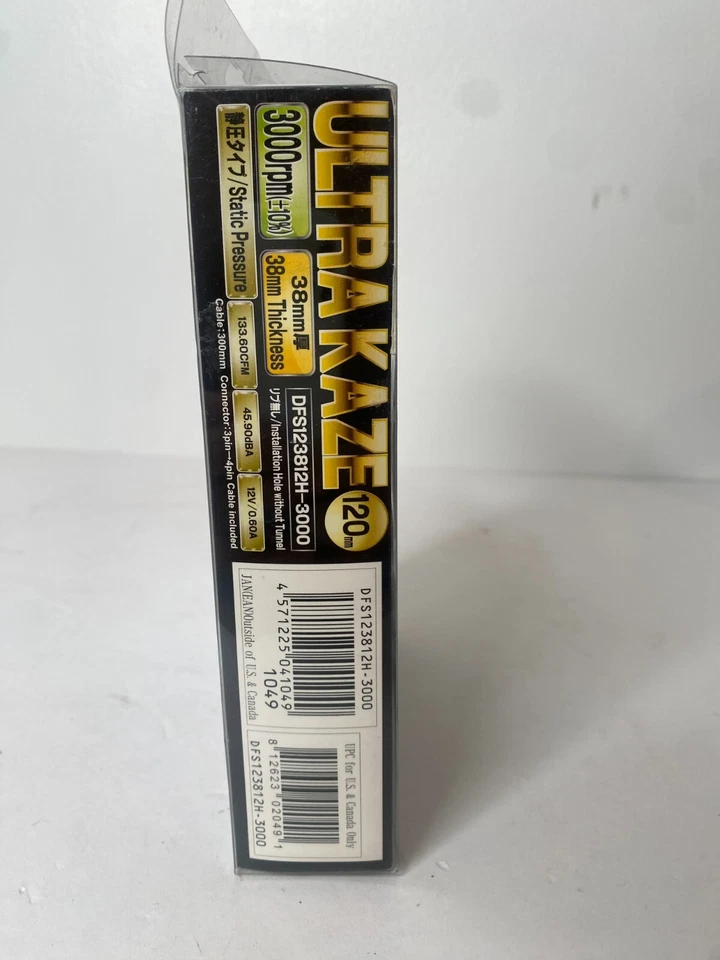 ULTRA KAZE 120mm
3000rpm(±10%)
38mm厚
38mm Thickness
DFS123812H-3000
リブ無し/Installation Hole without Tunnel
静圧タイプ/Static Pressure
133.60CFM
45.90dBA
12V/0.60A
Cable:300mm Connector:3pin→4pin Cable included
DFS123812H-3000
4 571225 041049
1049
JAN(EAN)Outside of U.S. & Canada
UPC for U.S. & Canada Only
8 12623 02049 1
DFS123812H-3000